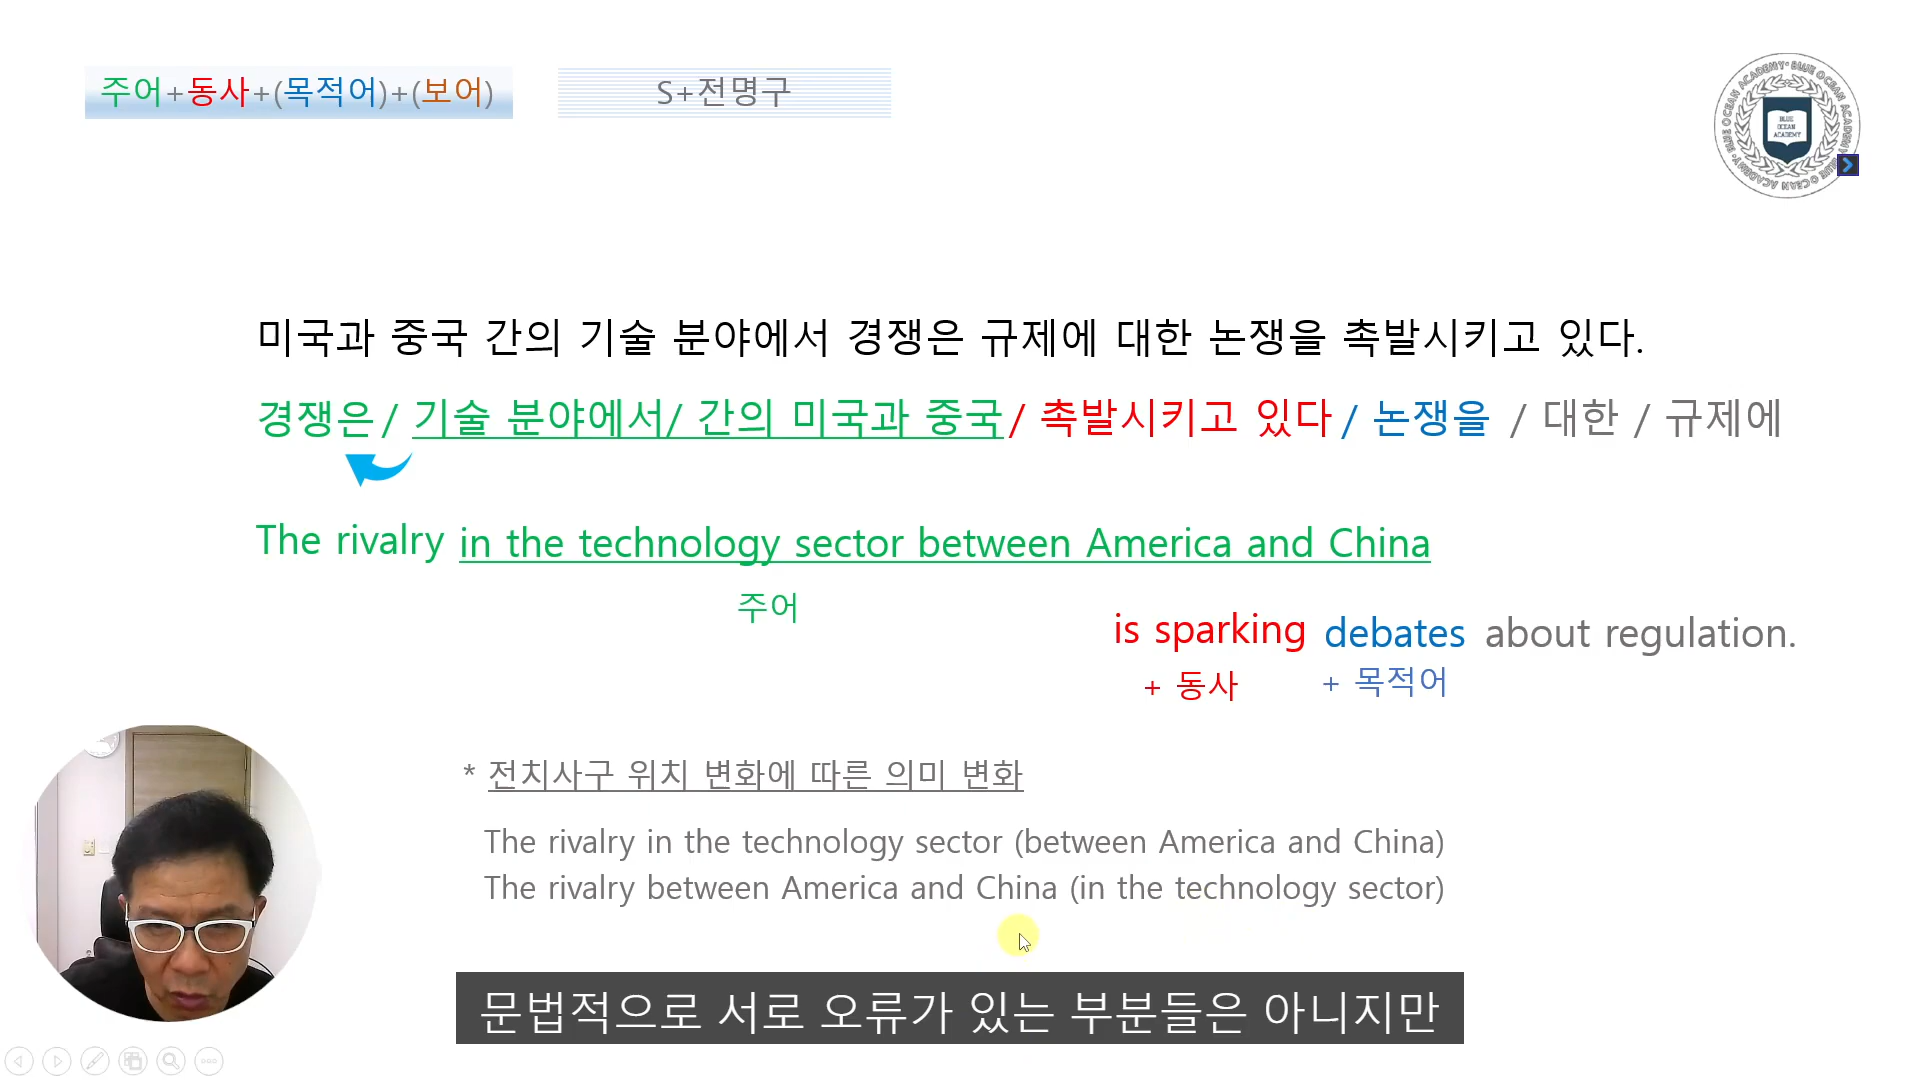 주어+동사+(목적어)+(보어)
S+전명구
BLUE OCEAN ACADEMY
미국과 중국 간의 기술 분야에서 경쟁은 규제에 대한 논쟁을 촉발시키고 있다.
경쟁은 / 기술 분야에서/ 간의 미국과 중국/ 촉발시키고 있다/ 논쟁을 / 대한 / 규제에
The rivalry in the technology sector between America and China
주어
is sparking debates about regulation.
+ 동사 + 목적어
* 전치사구 위치 변화에 따른 의미 변화
The rivalry in the technology sector (between America and China)
The rivalry between America and China (in the technology sector)
문법적으로 서로 오류가 있는 부분들은 아니지만